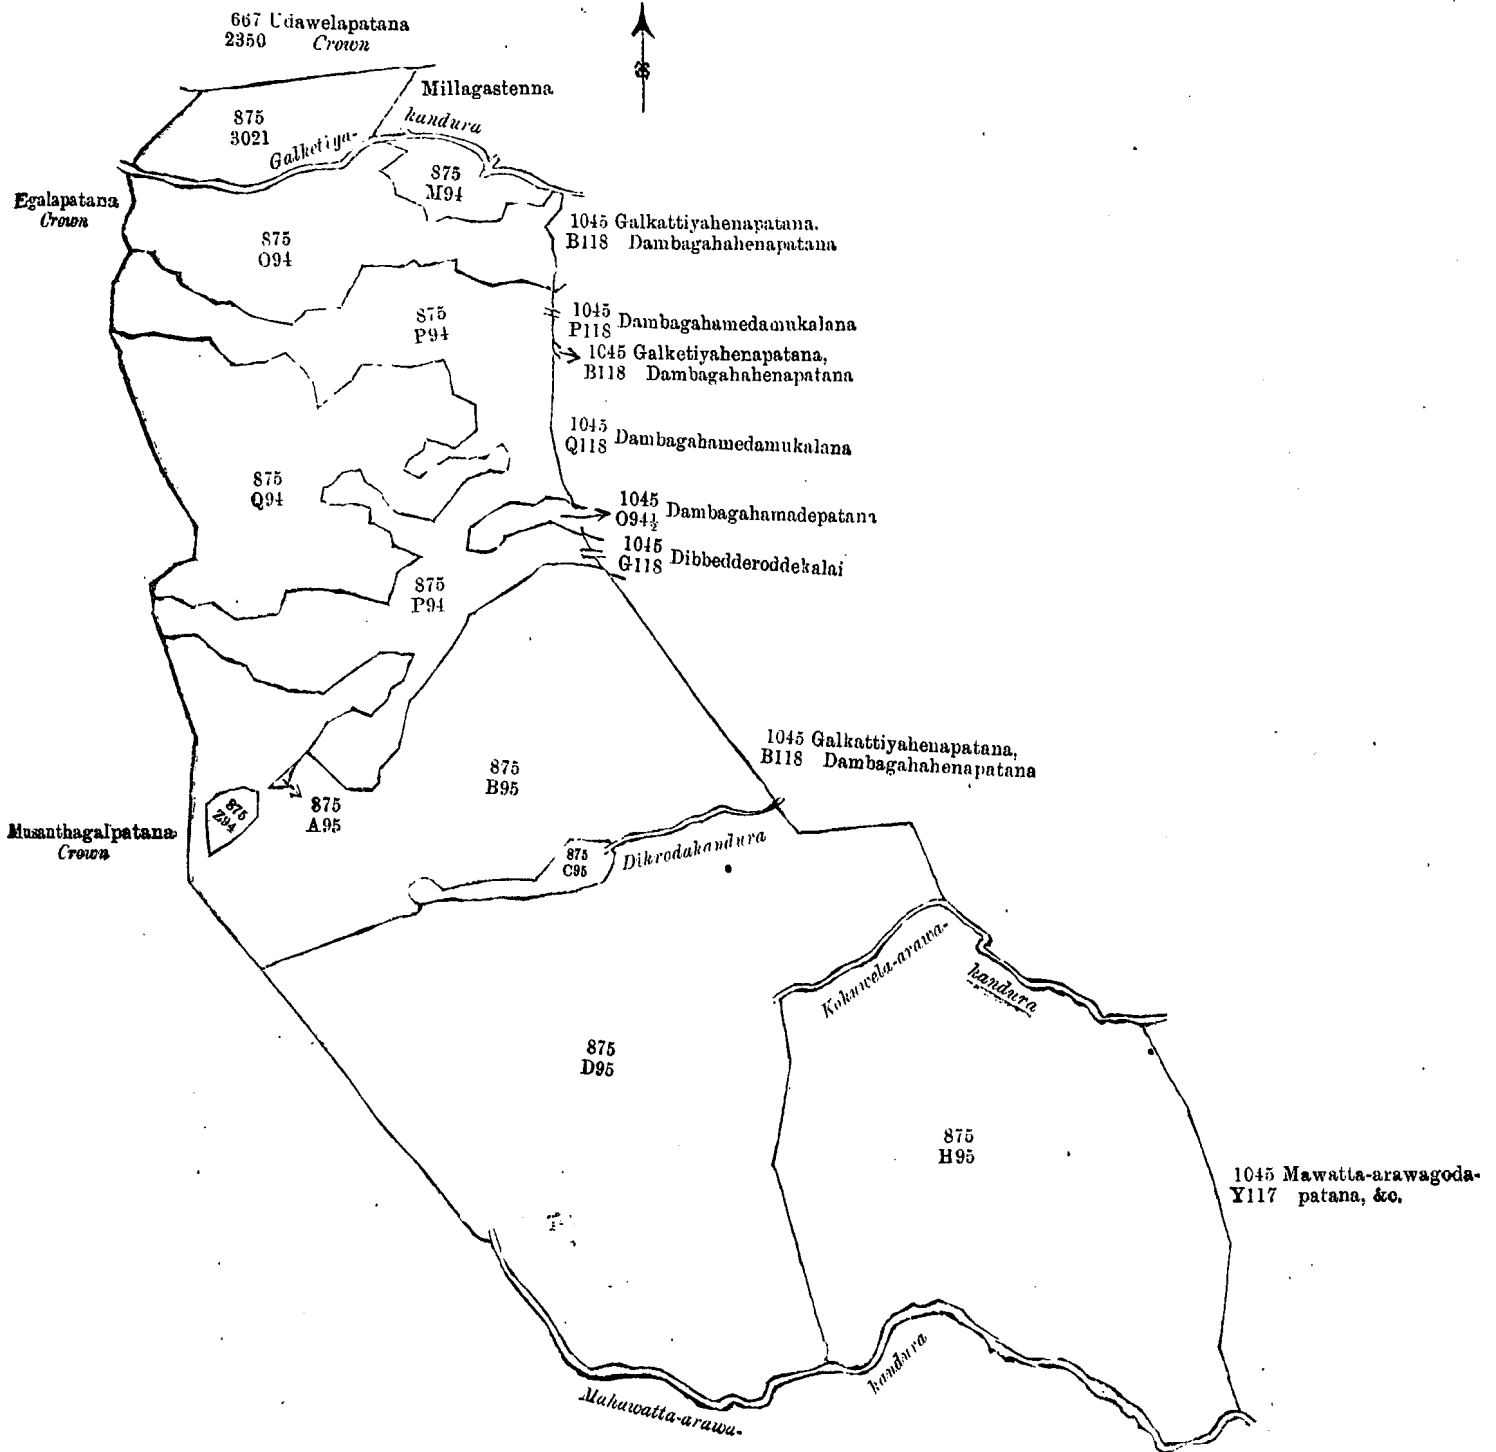 667 Udawelapatana
2350 Crown
Millagastenna
875
3021
Galketiya-
kandura
875
M94
Egalapatana
Crown
875
O94
1045 Galkattiyahenapatana.
B118 Dambagahahenapatana
875
P94
1045
P118 Dambagahamedamukalana
1045 Galketiyahenapatana,
B118 Dambagahahenapatana
1045
Q118 Dambagahamedamukalana
875
Q94
1045
O94½ Dambagahamadepatana
1045
G118 Dibbedderoddekalai
875
P94
1045 Galkattiyahenapatana,
B118 Dambagahahenapatana
875
B95
875
Z94
875
A95
Musanthagalpatana
Crown
875
C95
Dikrodakandura
Kokuwela-arawa-
kandura
875
D95
875
H95
1045 Mawatta-arawagoda-
Y117 patana, &c.
Mahawatta-arawa-
kandura